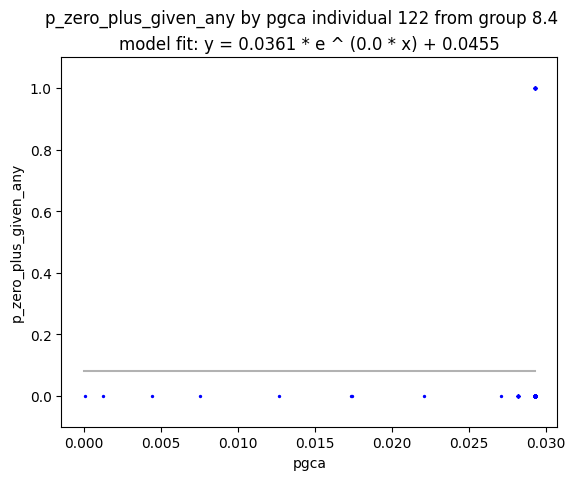 p_zero_plus_given_any by pgca individual 122 from group 8.4
model fit: y = 0.0361 * e ^ (0.0 * x) + 0.0455
1.0
0.8
0.6
0.4
0.2
0.0
p_zero_plus_given_any
0.000 0.005 0.010 0.015 0.020 0.025 0.030
pgca